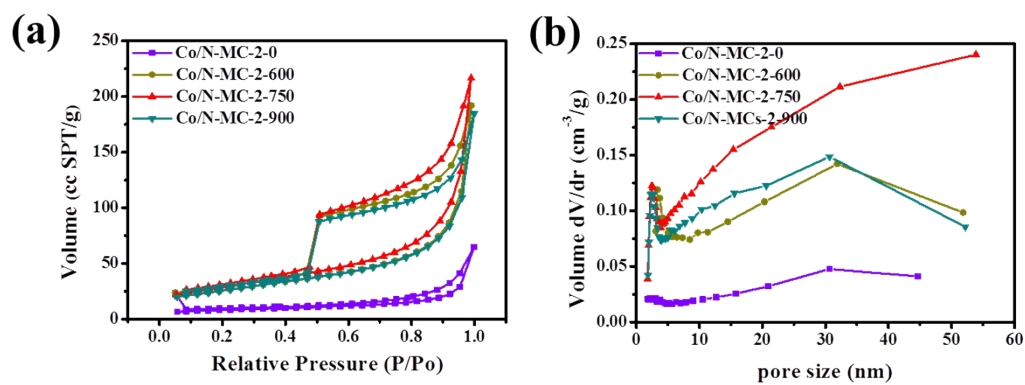 (a)
250
200
150
100
50
0
Volume (cc SPT/g)
Co/N-MC-2-0
Co/N-MC-2-600
Co/N-MC-2-750
Co/N-MC-2-900
0.0 0.2 0.4 0.6 0.8 1.0
Relative Pressure (P/Po)
(b)
0.25
0.20
0.15
0.10
0.05
0.00
Volume dV/dr (cm-3/g)
Co/N-MC-2-0
Co/N-MC-2-600
Co/N-MC-2-750
Co/N-MCs-2-900
0 10 20 30 40 50 60
pore size (nm)